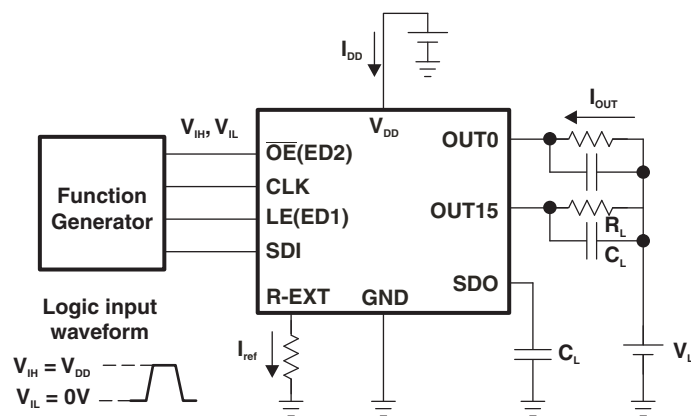 I_DD
V_IH, V_IL
V_DD
I_OUT
OE(ED2)
OUT0
Function
Generator
CLK
LE(ED1)
OUT15
R_L
C_L
SDI
SDO
R-EXT
GND
Logic input
waveform
I_ref
C_L
V_L
V_IH = V_DD
V_IL = 0V